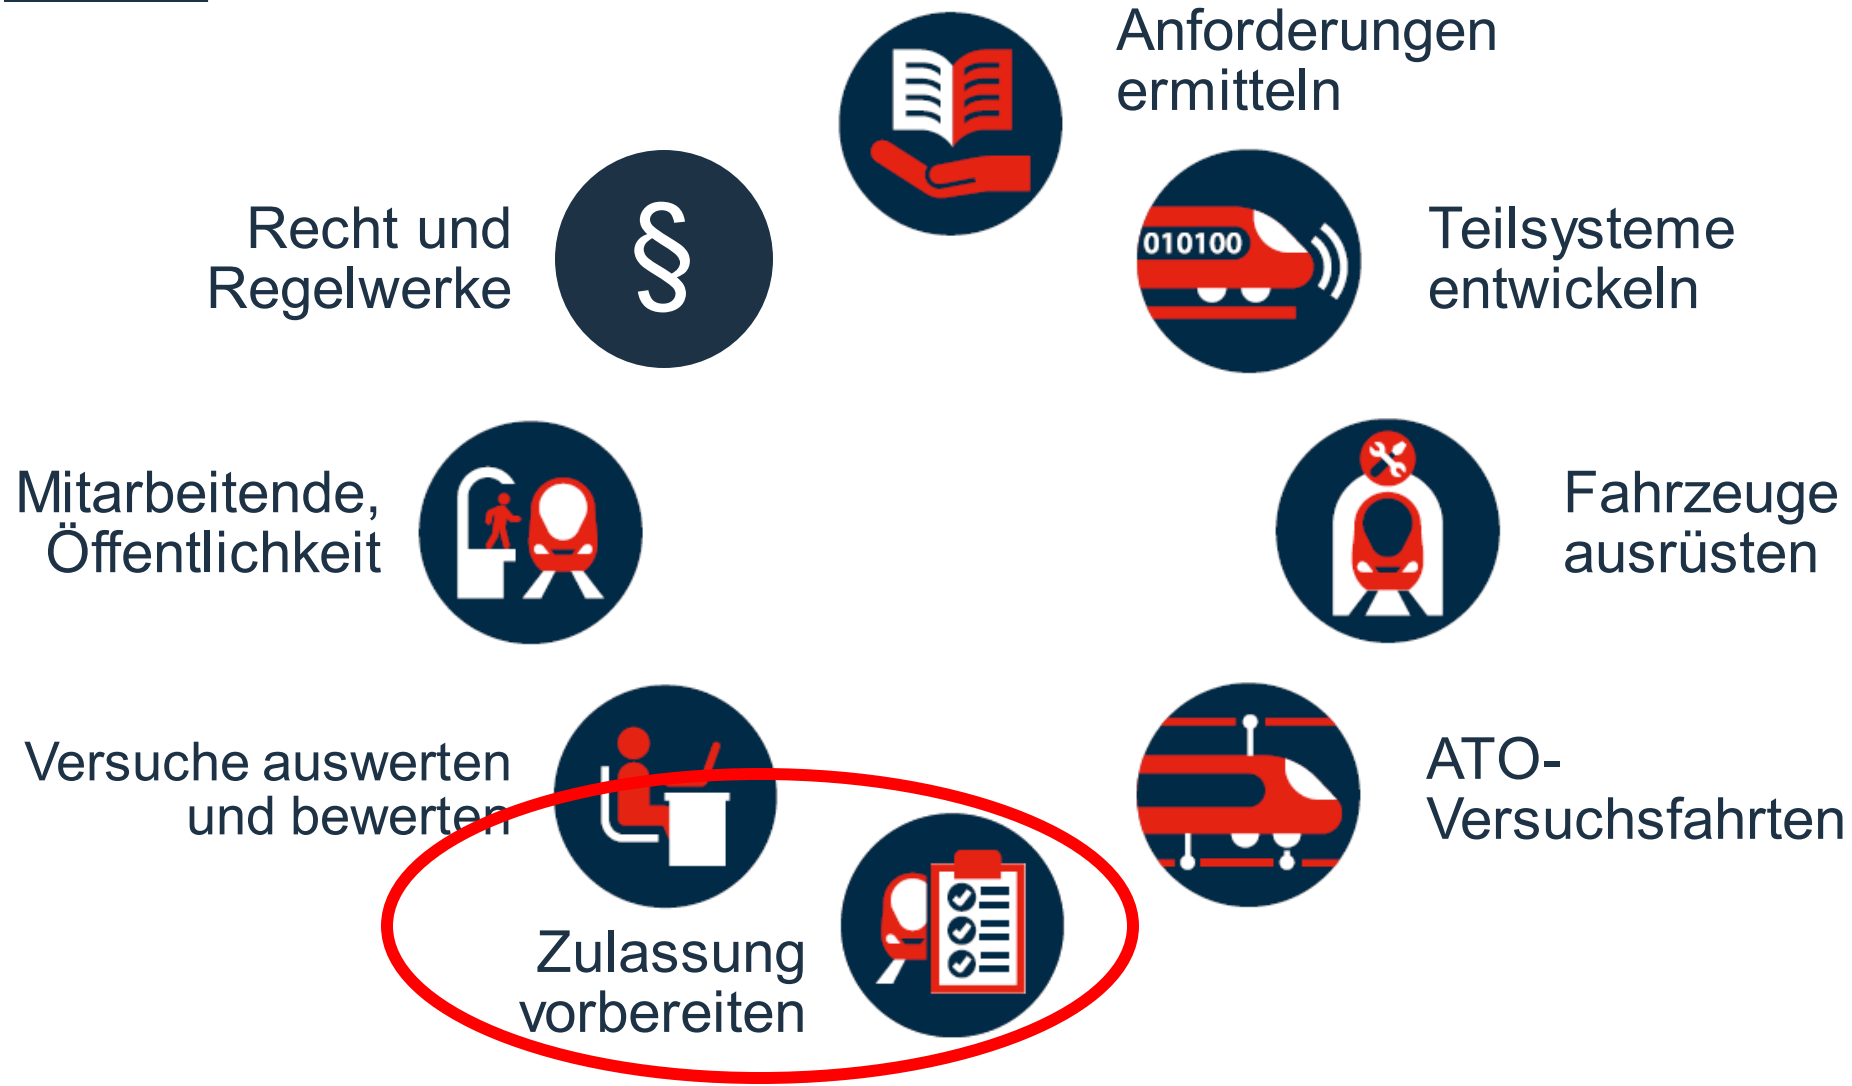 Anforderungen
ermitteln
Recht und
Regelwerke
§
010100
Teilsysteme
entwickeln
Mitarbeitende,
Öffentlichkeit
Fahrzeuge
ausrüsten
Versuche auswerten
und bewerten
ATO-
Versuchsfahrten
Zulassung
vorbereiten